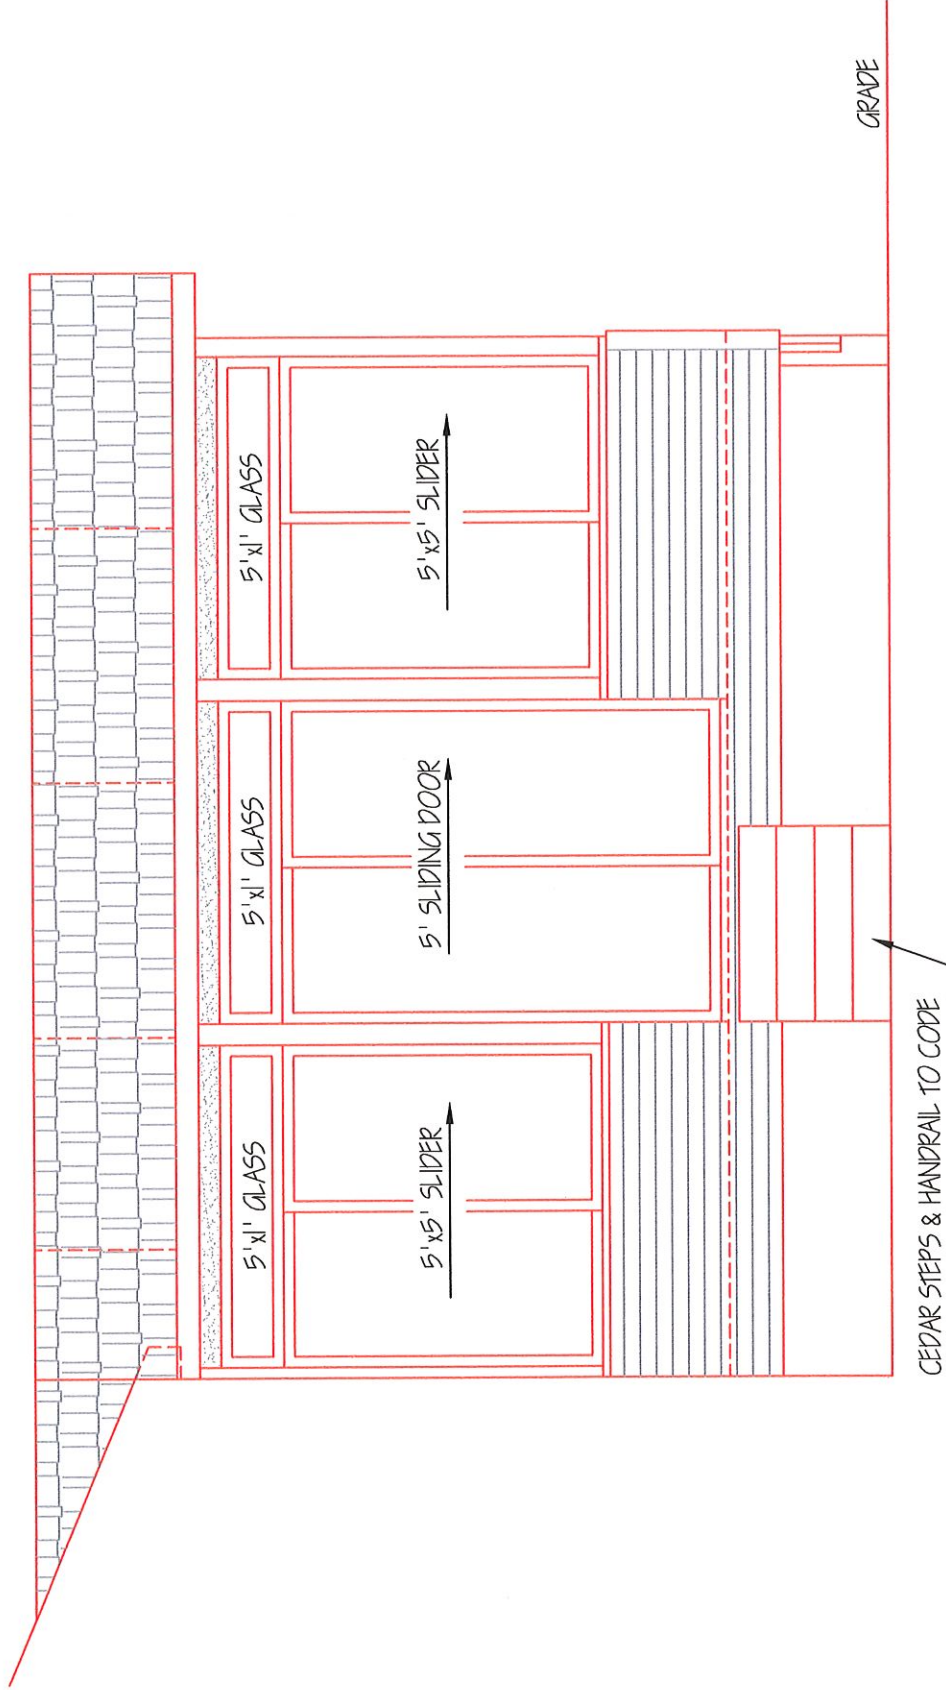 5'x1' GLASS
5'x1' GLASS
5'x1' GLASS
5'x5' SLIDER
5' SLIDING DOOR
5'x5' SLIDER
GRADE
CEDAR STEPS & HANDRAIL TO CODE